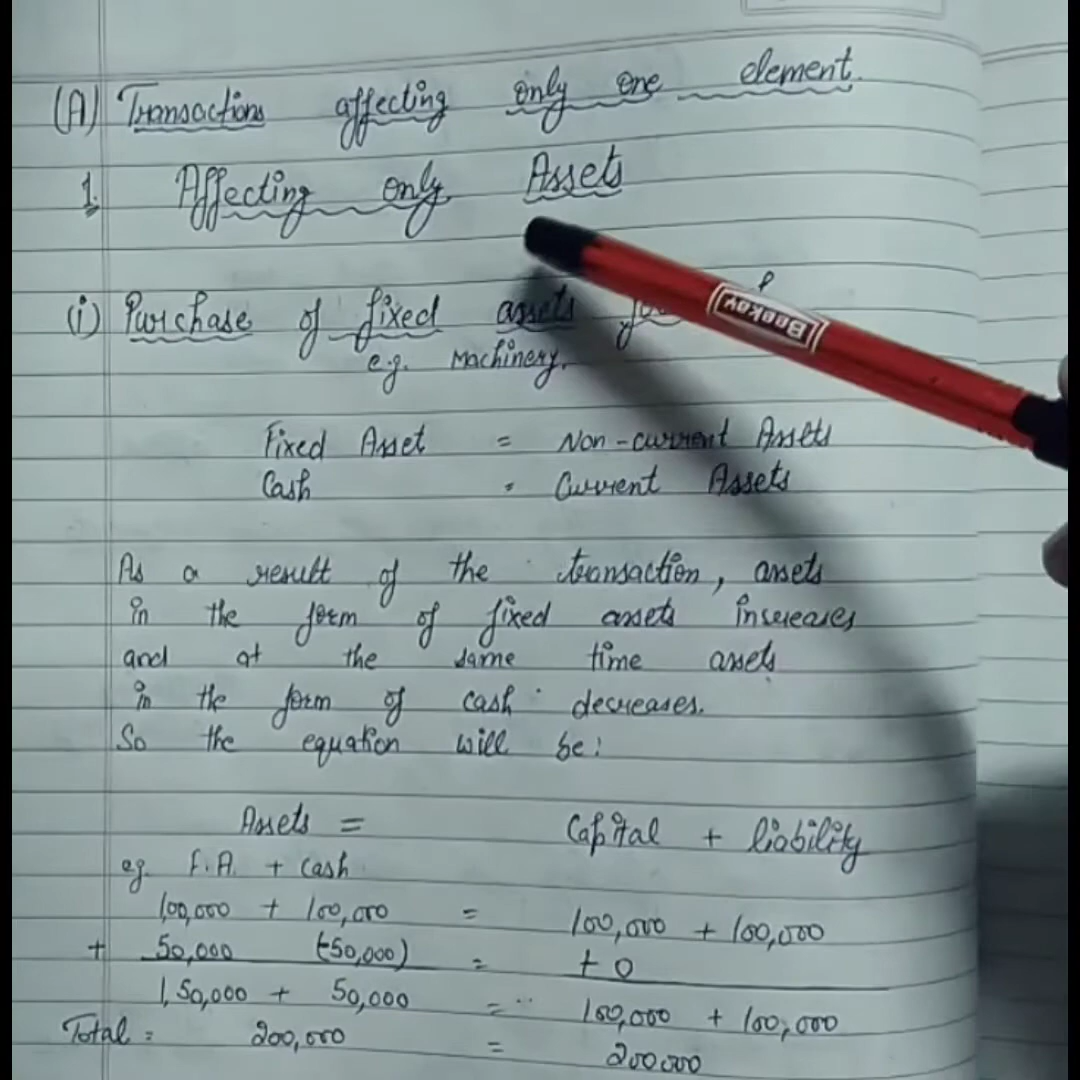 (A) Transactions affecting only one element.
1. Affecting only Assets
(i) Purchase of fixed assets
e.g. Machinery.
Beekay
Fixed Asset = Non-current Assets
Cash = Current Assets
As a result of the transaction, assets
in the form of fixed assets increases
and at the same time assets
in the form of cash decreases.
So the equation will be:
Assets = Capital + liability
eg. F.A. + Cash
1,00,000 + 100,000 = 100,000 + 100,000
+ 50,000 (-50,000) = + 0
1,50,000 + 50,000 = 100,000 + 100,000
Total = 200,000 = 200000